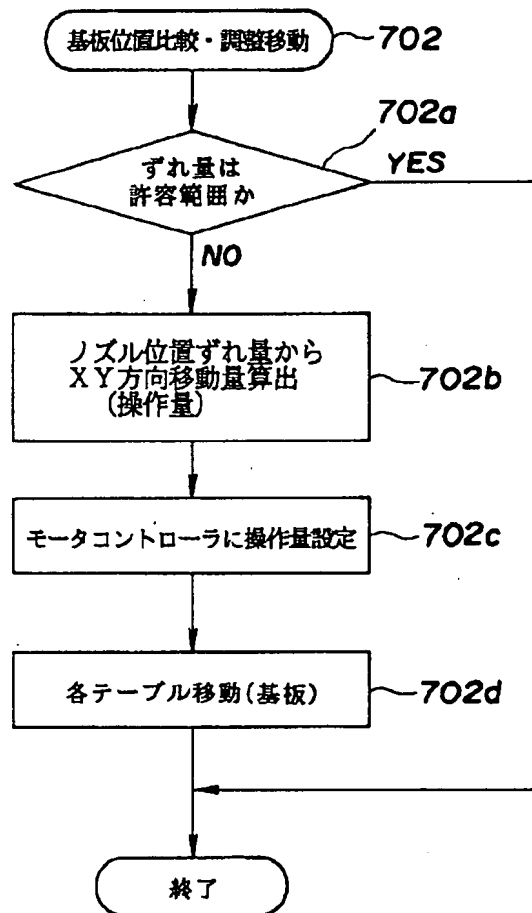 基板位置比較・調整移動 702
702a
ずれ量は
許容範囲か
YES
NO
ノズル位置ずれ量から
XY方向移動量算出
(操作量)
702b
モータコントローラに操作量設定 702c
各テーブル移動(基板) 702d
終了